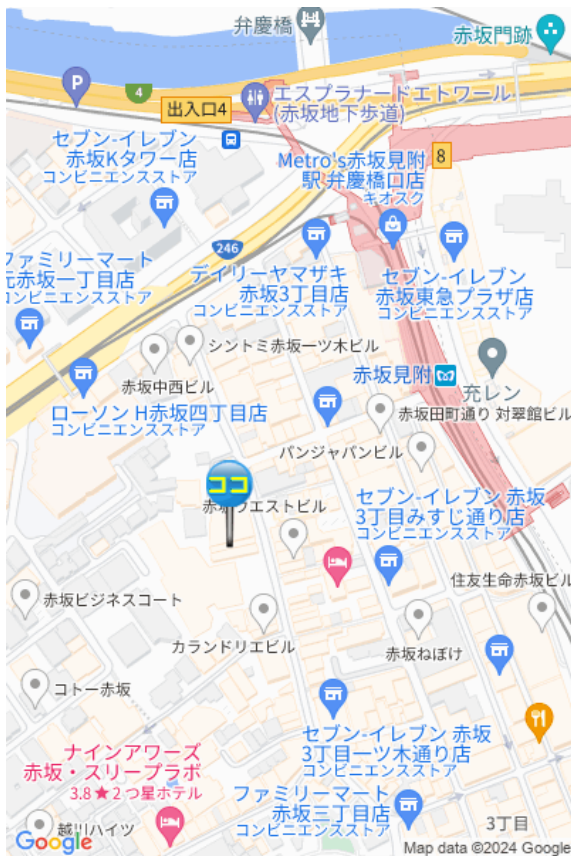 弁慶橋
赤坂門跡
P
4
出入口4
エスプラナードエトワール
(赤坂地下歩道)
セブン-イレブン
赤坂Kタワー店
コンビニエンスストア
Metro's赤坂見附
駅 弁慶橋口店
キオスク
8
246
ファミリーマート
元赤坂一丁目店
コンビニエンスストア
デイリーヤマザキ
赤坂3丁目店
コンビニエンスストア
セブン-イレブン
赤坂東急プラザ店
コンビニエンスストア
シントミ赤坂一ツ木ビル
赤坂中西ビル
赤坂見附
充レン
ローソン H赤坂四丁目店
コンビニエンスストア
赤坂田町通り 対翠館ビル
パンジャパンビル
ココ
赤坂ウエストビル
セブン-イレブン 赤坂
3丁目みすじ通り店
コンビニエンスストア
赤坂ビジネスコート
住友生命赤坂ビル
カランドリエビル
赤坂ねぼけ
コトー赤坂
セブン-イレブン 赤坂
3丁目一ツ木通り店
コンビニエンスストア
ナインアワーズ
赤坂・スリープラボ
3.8★2つ星ホテル
ファミリーマート
赤坂三丁目店
コンビニエンスストア
越川ハイツ
3丁目
Google
Map data ©2024 Google